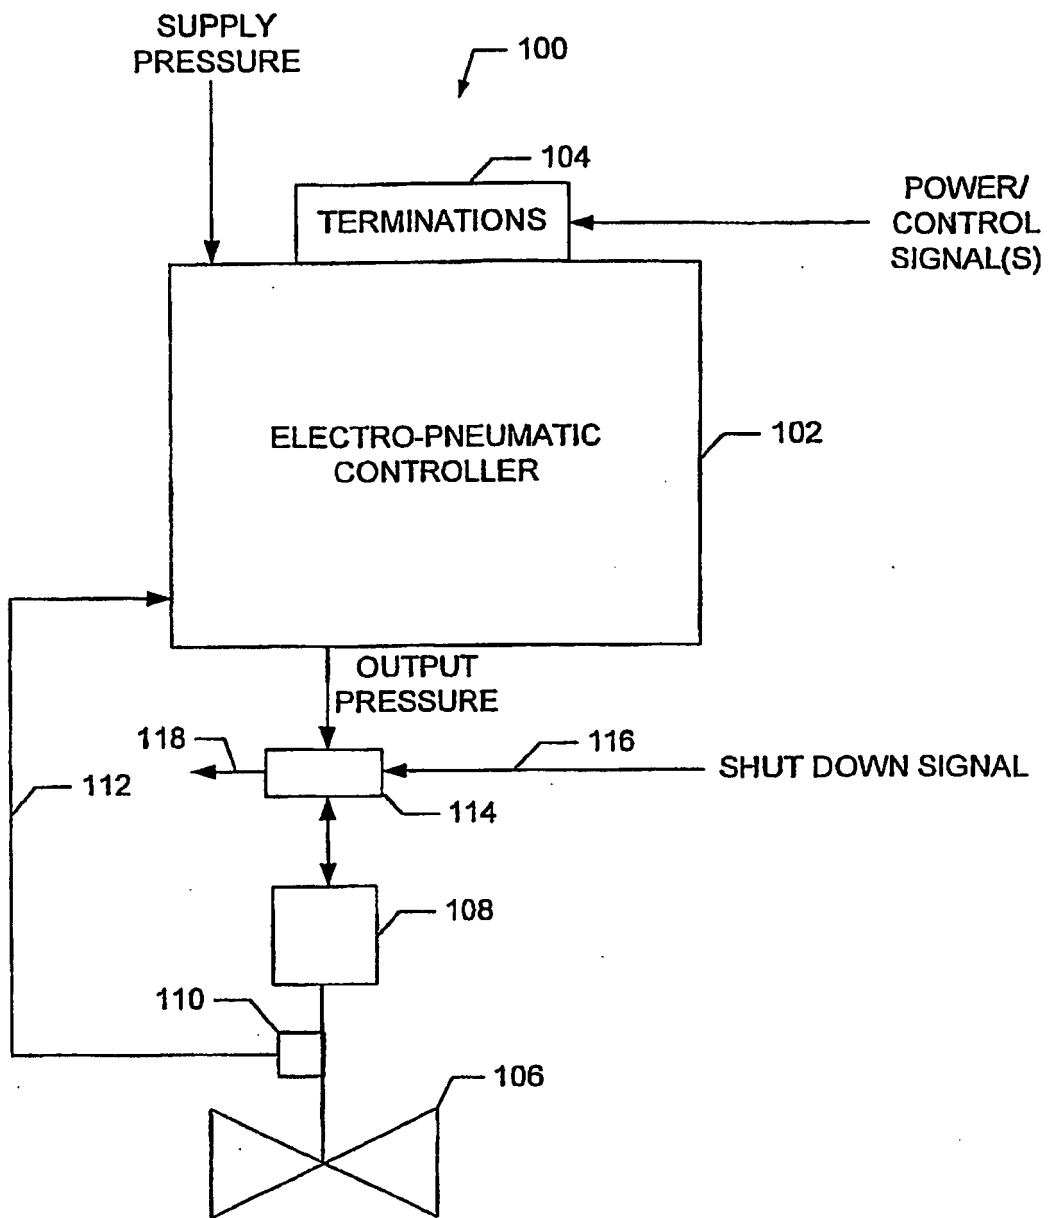 SUPPLY
PRESSURE
100
104
TERMINATIONS
POWER/
CONTROL
SIGNAL(S)
ELECTRO-PNEUMATIC
CONTROLLER
102
OUTPUT
PRESSURE
118
116
SHUT DOWN SIGNAL
112
114
108
110
106